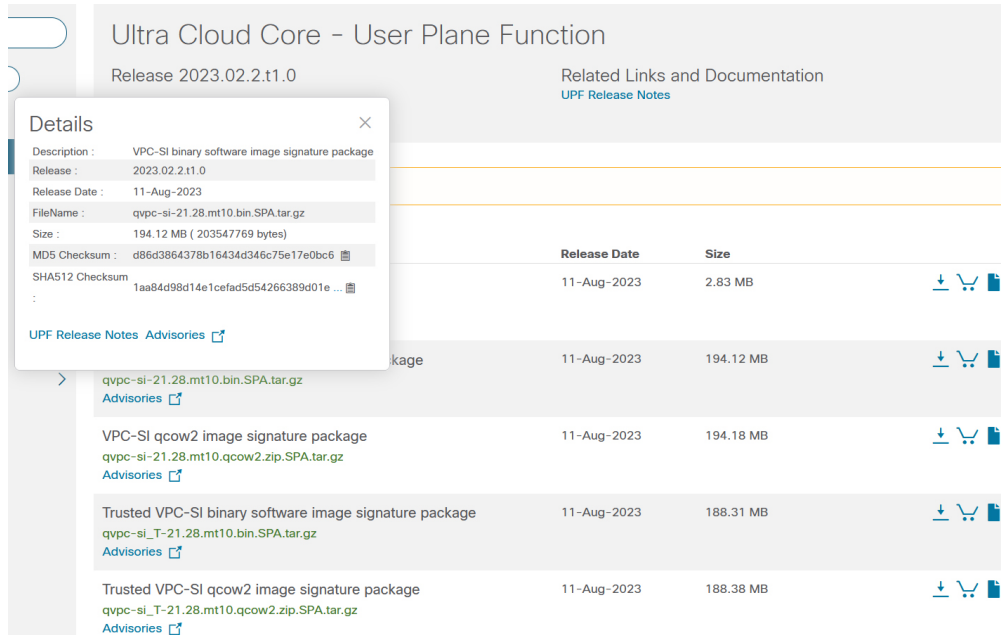 Ultra Cloud Core - User Plane Function
Release 2023.02.2.t1.0
Related Links and Documentation
UPF Release Notes
Details
Description : VPC-SI binary software image signature package
Release : 2023.02.2.t1.0
Release Date : 11-Aug-2023
FileName : qvpc-si-21.28.mt10.bin.SPA.tar.gz
Size : 194.12 MB ( 203547769 bytes)
MD5 Checksum : d86d3864378b16434d346c75e17e0bc6
SHA512 Checksum
: 1aa84d98d14e1cefad5d54266389d01e ...
UPF Release Notes Advisories
Release Date Size
11-Aug-2023 2.83 MB
kage 11-Aug-2023 194.12 MB
qvpc-si-21.28.mt10.bin.SPA.tar.gz
Advisories
VPC-SI qcow2 image signature package 11-Aug-2023 194.18 MB
qvpc-si-21.28.mt10.qcow2.zip.SPA.tar.gz
Advisories
Trusted VPC-SI binary software image signature package 11-Aug-2023 188.31 MB
qvpc-si_T-21.28.mt10.bin.SPA.tar.gz
Advisories
Trusted VPC-SI qcow2 image signature package 11-Aug-2023 188.38 MB
qvpc-si_T-21.28.mt10.qcow2.zip.SPA.tar.gz
Advisories